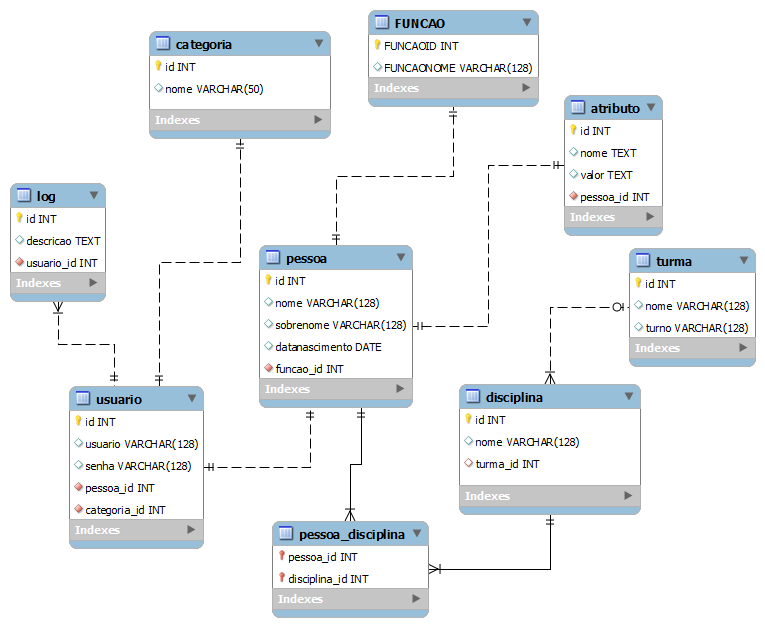 FUNCAO
FUNCAOID INT
FUNCAONOME VARCHAR(128)
Indexes
categoria
id INT
nome VARCHAR(50)
Indexes
atributo
id INT
nome TEXT
valor TEXT
pessoa_id INT
Indexes
log
id INT
descricao TEXT
usuario_id INT
Indexes
pessoa
id INT
nome VARCHAR(128)
sobrenome VARCHAR(128)
datanascimento DATE
funcao_id INT
Indexes
turma
id INT
nome VARCHAR(128)
turno VARCHAR(128)
Indexes
usuario
id INT
usuario VARCHAR(128)
senha VARCHAR(128)
pessoa_id INT
categoria_id INT
Indexes
disciplina
id INT
nome VARCHAR(128)
turma_id INT
Indexes
pessoa_disciplina
pessoa_id INT
disciplina_id INT
Indexes